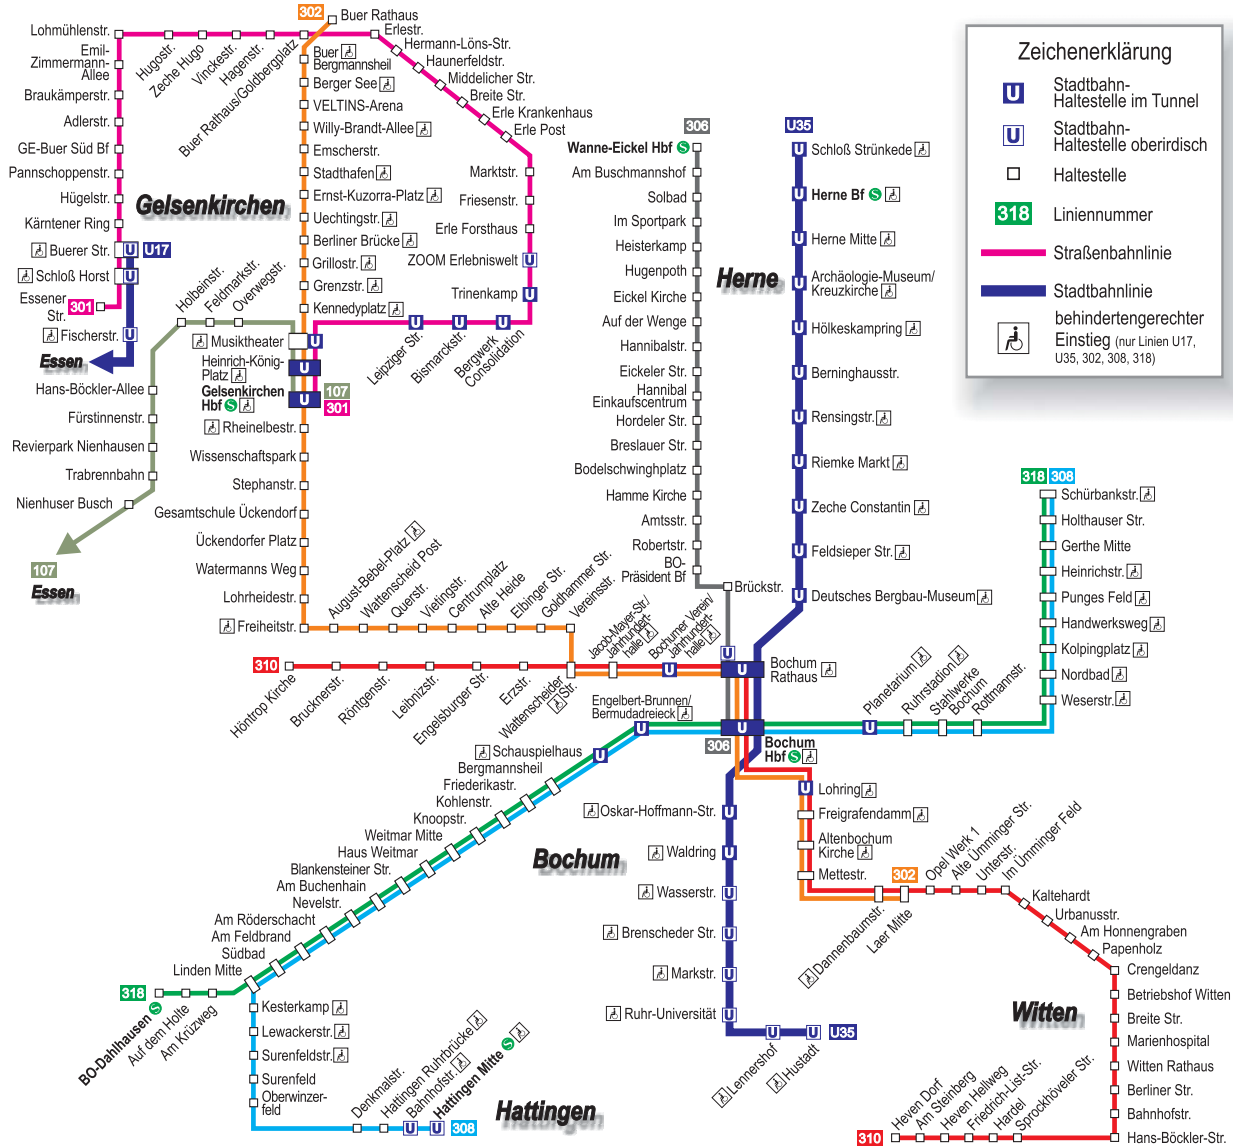 302
Buer Rathaus
Lohmühlenstr.
Emil-
Zimmermann-
Allee
Braukämperstr.
Adlerstr.
GE-Buer Süd Bf
Pannschoppenstr.
Hügelstr.
Kärntener Ring
Buerer Str.
U
U17
Schloß Horst
U
Essener
Str.
301
Fischerstr.
U
Essen
Hugostr.
Zeche Hugo
Vinckestr.
Hagenstr.
Buer Rathaus/Goldbergplatz
Erlestr.
Hermann-Löns-Str.
Haunerfeldstr.
Middelicher Str.
Breite Str.
Erle Krankenhaus
Erle Post
Marktstr.
Friesenstr.
Erle Forsthaus
ZOOM Erlebniswelt
U
Trinenkamp
U
Bergwerk
Consolidation
U
Bismarckstr.
U
Leipziger Str.
U
Buer
Bergmannsheil
Berger See
VELTINS-Arena
Willy-Brandt-Allee
Emscherstr.
Stadthafen
Ernst-Kuzorra-Platz
Uechtingstr.
Berliner Brücke
Grillostr.
Grenzstr.
Kennedyplatz
Gelsenkirchen
Holbeinstr.
Feldmarkstr.
Overwegstr.
Musiktheater
U
Heinrich-König-
Platz
U
Gelsenkirchen
Hbf S
U
107
301
Rheinelbestr.
Wissenschaftspark
Stephanstr.
Gesamtschule Ückendorf
Ückendorfer Platz
Watermanns Weg
Lohrheidestr.
Freiheitstr.
Hans-Böckler-Allee
Fürstinnenstr.
Revierpark Nienhausen
Trabrennbahn
Nienhuser Busch
107
Essen
August-Bebel-Platz
Wattenscheid Post
Querstr.
Vietingstr.
Centrumplatz
Alte Heide
Elbinger Str.
Goldhammer Str.
Vereinsstr.
Jacob-Mayer-Str/
Jahrhundert-
halle
Bochumer Verein/
Jahrhundert-
halle
U
310
Höntrop Kirche
Brucknerstr.
Röntgenstr.
Leibnizstr.
Engelsburger Str.
Erzstr.
Wattenscheider
Str.
306
Wanne-Eickel Hbf S
Am Buschmannshof
Solbad
Im Sportpark
Heisterkamp
Hugenpoth
Eickel Kirche
Auf der Wenge
Hannibalstr.
Eickeler Str.
Hannibal
Einkaufscentrum
Hordeler Str.
Breslauer Str.
Bodelschwinghplatz
Hamme Kirche
Amtsstr.
Robertstr.
BO-
Präsident Bf
Brückstr.
U
Herne
U35
U
Schloß Strünkede
U
Herne Bf S
U
Herne Mitte
U
Archäologie-Museum/
Kreuzkirche
U
Hölkeskampring
U
Berninghausstr.
U
Rensingstr.
U
Riemke Markt
U
Zeche Constantin
U
Feldsieper Str.
U
Deutsches Bergbau-Museum
U
Bochum
Rathaus
U
Bochum
Hbf S
306
Zeichenerklärung
U
Stadtbahn-
Haltestelle im Tunnel
U
Stadtbahn-
Haltestelle oberirdisch
Haltestelle
318
Liniennummer
Straßenbahnlinie
Stadtbahnlinie
behindertengerechter
Einstieg (nur Linien U17,
U35, 302, 308, 318)
318
308
Schürbankstr.
Holthauser Str.
Gerthe Mitte
Heinrichstr.
Punges Feld
Handwerksweg
Kolpingplatz
Nordbad
Weserstr.
Planetarium
U
Ruhrstadion
Stahlwerke
Bochum
Rottmannstr.
Engelbert-Brunnen/
Bermudadreieck
U
Schauspielhaus
U
Bergmannsheil
Friederikastr.
Kohlenstr.
Knoopstr.
Weitmar Mitte
Haus Weitmar
Blankensteiner Str.
Am Buchenhain
Nevelstr.
Am Röderschacht
Am Feldbrand
Südbad
Linden Mitte
318
BO-Dahlhausen S
Auf dem Holte
Am Krüzweg
Kesterkamp
Lewackerstr.
Surenfeldstr.
Surenfeld
Oberwinzer-
feld
Denkmalstr.
Hattingen Ruhrbrücke
Bahnhofstr.
U
Hattingen Mitte S
U
308
Hattingen
Bochum
Oskar-Hoffmann-Str.
U
Waldring
U
Wasserstr.
U
Brenscheder Str.
U
Markstr.
U
Ruhr-Universität
U
Lennershof
U
Hustadt
U
U35
U
Lohring
Freigrafendamm
Altenbochum
Kirche
Mettestr.
Dannenbaumstr.
Laer Mitte
302
Opel Werk 1
Alte Ümminger Str.
Unterstr.
Im Ümminger Feld
Kaltehardt
Urbanusstr.
Am Honnengraben
Papenholz
Crengeldanz
Betriebshof Witten
Breite Str.
Marienhospital
Witten Rathaus
Berliner Str.
Bahnhofstr.
Hans-Böckler-Str.
Witten
Sprockhöveler Str.
Hardel
Friedrich-List-Str.
Heven Hellweg
Am Steinberg
Heven Dorf
310